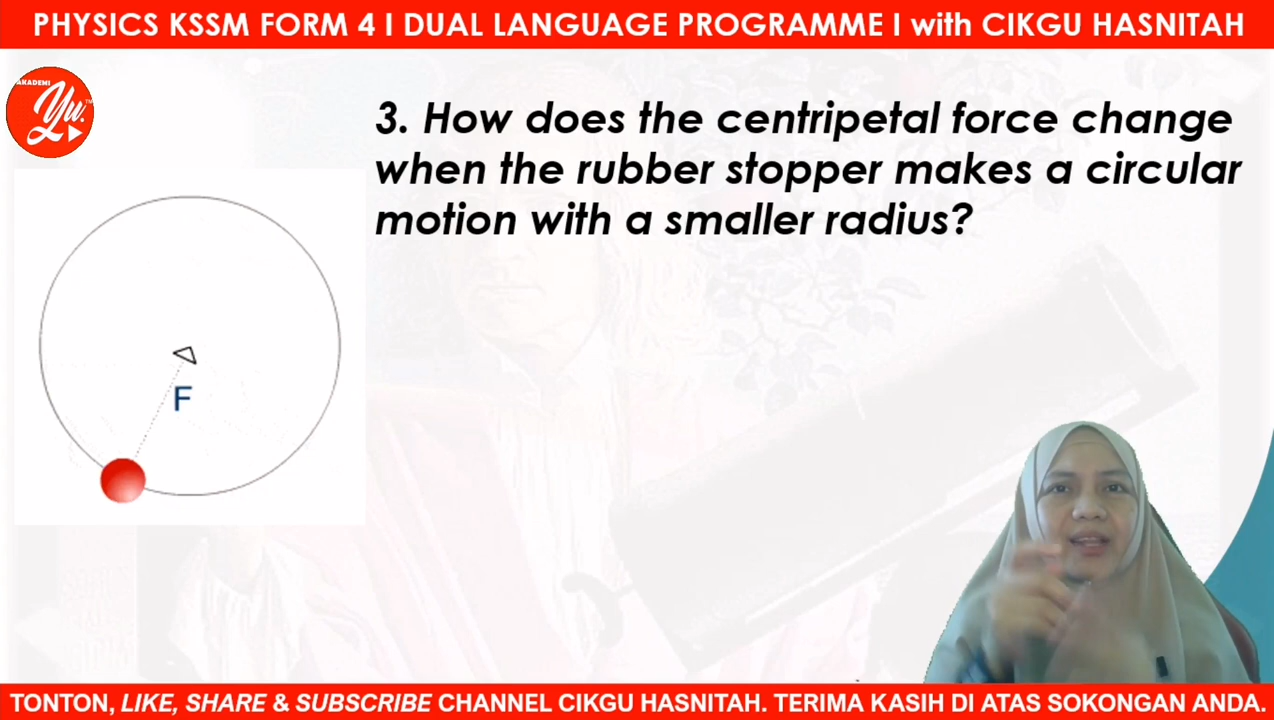 PHYSICS KSSM FORM 4 I DUAL LANGUAGE PROGRAMME I with CIKGU HASNITAH
AKADEMI
Yu.
TM
3. How does the centripetal force change
when the rubber stopper makes a circular
motion with a smaller radius?
F
TONTON, LIKE, SHARE & SUBSCRIBE CHANNEL CIKGU HASNITAH. TERIMA KASIH DI ATAS SOKONGAN ANDA.